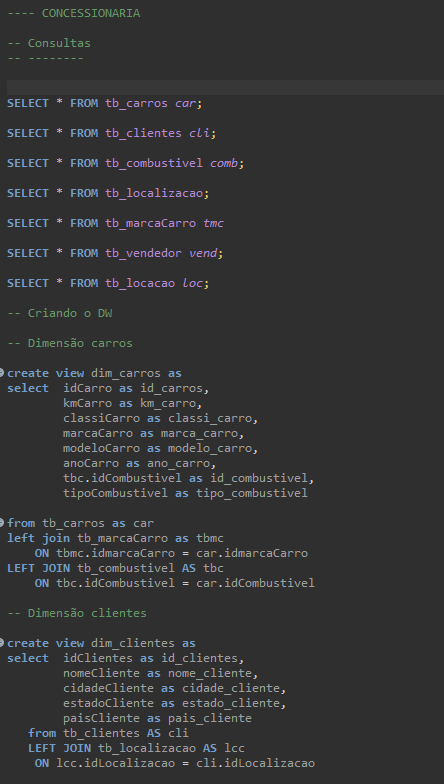 ---- CONCESSIONARIA
-- Consultas
-- --------
SELECT * FROM tb_carros car;
SELECT * FROM tb_clientes cli;
SELECT * FROM tb_combustivel comb;
SELECT * FROM tb_localizacao;
SELECT * FROM tb_marcaCarro tmc
SELECT * FROM tb_vendedor vend;
SELECT * FROM tb_locacao loc;
-- Criando o DW
-- Dimensão carros
create view dim_carros as
select  idCarro as id_carros,
        kmCarro as km_carro,
        classiCarro as classi_carro,
        marcaCarro as marca_carro,
        modeloCarro as modelo_carro,
        anoCarro as ano_carro,
        tbc.idCombustivel as id_combustivel,
        tipoCombustivel as tipo_combustivel
from tb_carros as car
left join tb_marcaCarro as tbmc
    ON tbmc.idmarcaCarro = car.idmarcaCarro
LEFT JOIN tb_combustivel AS tbc
    ON tbc.idCombustivel = car.idCombustivel
-- Dimensão clientes
create view dim_clientes as
select  idClientes as id_clientes,
        nomeCliente as nome_cliente,
        cidadeCliente as cidade_cliente,
        estadoCliente as estado_cliente,
        paisCliente as pais_cliente
   from tb_clientes AS cli
   LEFT JOIN tb_localizacao AS lcc
    ON lcc.idLocalizacao = cli.idLocalizacao